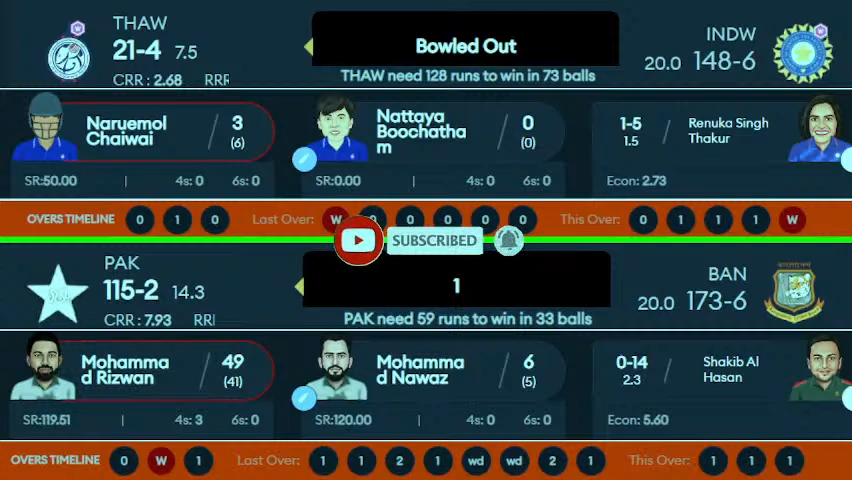 THAW
21-4 7.5
CRR : 2.68 RRR
Bowled Out
THAW need 128 runs to win in 73 balls
INDW
20.0 148-6
Naruemol
Chaiwai
3
(6)
SR:50.00 | 4s: 0 6s: 0
Nattaya
Boochatha
m
0
(0)
SR:0.00 4s: 0 6s: 0
1-5
1.5
Renuka Singh
Thakur
Econ: 2.73
OVERS TIMELINE 0 1 0 Last Over: W 0 0 0 0 0 This Over: 0 1 1 1 W
SUBSCRIBED
PAK
115-2 14.3
CRR : 7.93
1
PAK need 59 runs to win in 33 balls
BAN
20.0 173-6
Mohamma
d Rizwan
49
(41)
SR:119.51 | 4s: 3 6s: 0
Mohamma
d Nawaz
6
(5)
SR:120.00 4s: 0 6s: 0
0-14
2.3
Shakib Al
Hasan
Econ: 5.60
OVERS TIMELINE 0 W 1 Last Over: 1 1 2 1 wd wd 2 1 This Over: 1 1 1